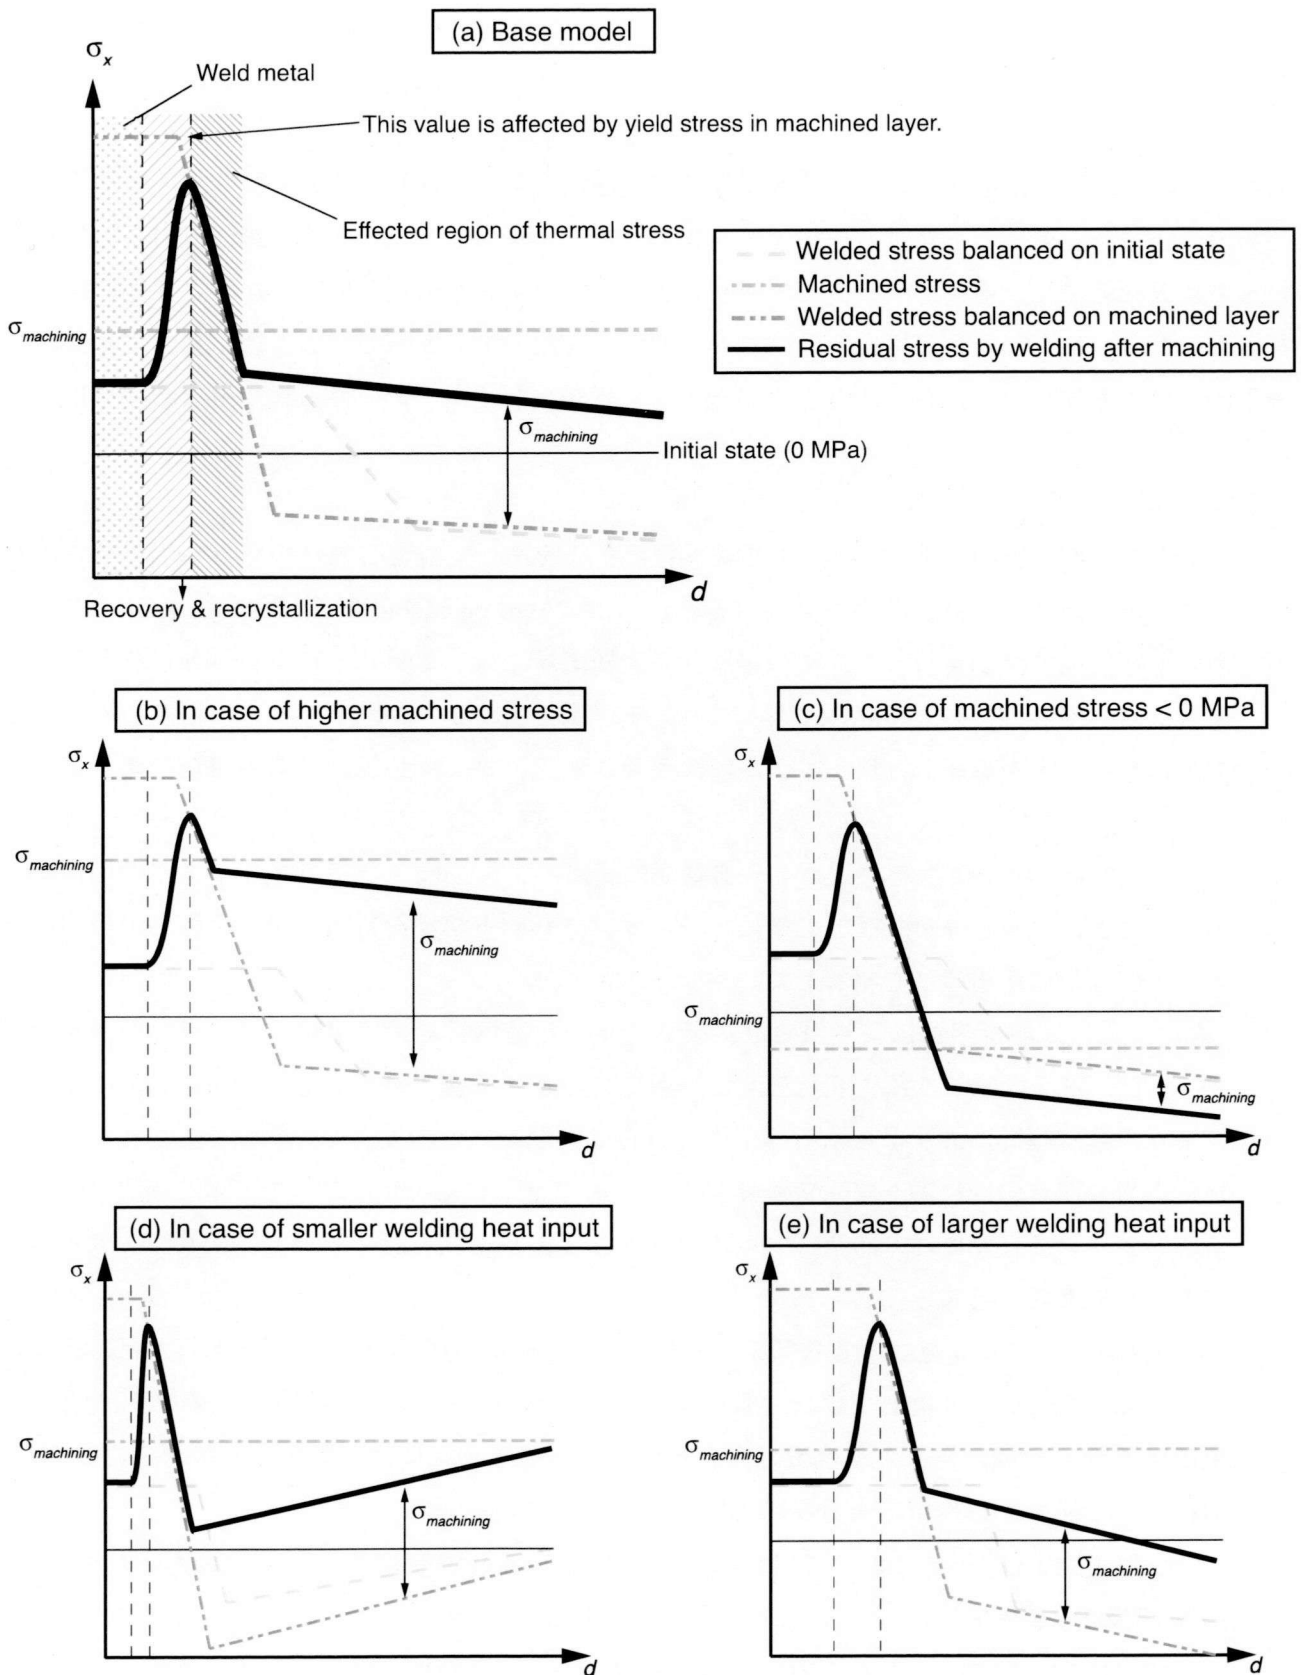 (a) Base model
σx
Weld metal
This value is affected by yield stress in machined layer.
Effected region of thermal stress
Welded stress balanced on initial state
Machined stress
Welded stress balanced on machined layer
Residual stress by welding after machining
σmachining
σmachining
Initial state (0 MPa)
d
Recovery & recrystallization
(b) In case of higher machined stress
σx
σmachining
σmachining
d
(c) In case of machined stress < 0 MPa
σx
σmachining
σmachining
d
(d) In case of smaller welding heat input
σx
σmachining
σmachining
d
(e) In case of larger welding heat input
σx
σmachining
σmachining
d